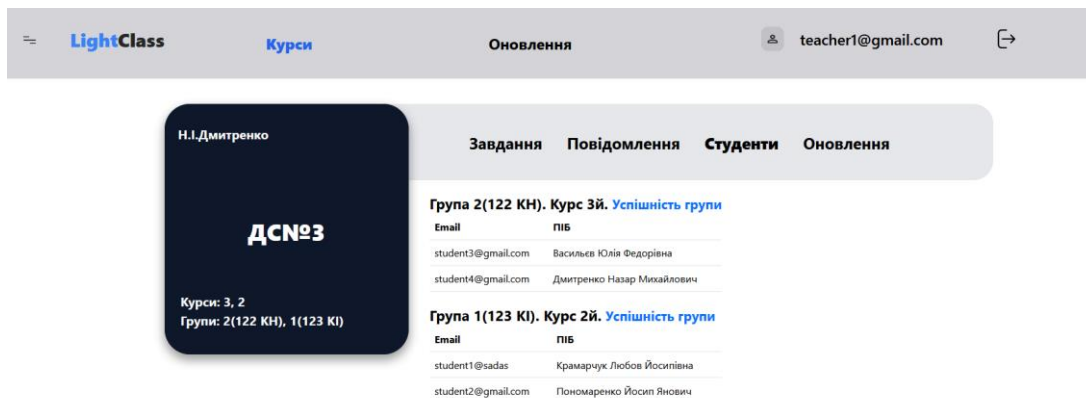 LightClass Курси Оновлення teacher1@gmail.com
Н.І.Дмитренко
ДС№3
Курси: 3, 2
Групи: 2(122 КН), 1(123 КІ)
Завдання Повідомлення Студенти Оновлення
Група 2(122 КН). Курс 3й. Успішність групи
Email ПІБ
student3@gmail.com Васильєв Юлія Федорівна
student4@gmail.com Дмитренко Назар Михайлович
Група 1(123 КІ). Курс 2й. Успішність групи
Email ПІБ
student1@sadas Крамарчук Любов Йосипівна
student2@gmail.com Пономаренко Йосип Янович